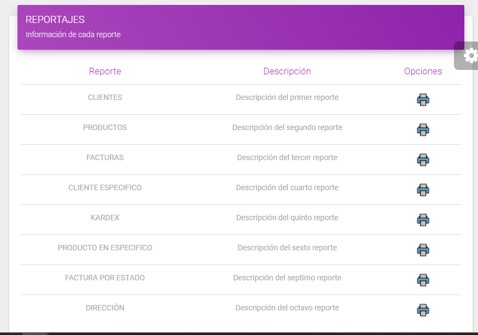 REPORTAJES
Información de cada reporte
Reporte Descripción Opciones
CLIENTES Descripción del primer reporte
PRODUCTOS Descripción del segundo reporte
FACTURAS Descripción del tercer reporte
CLIENTE ESPECIFICO Descripción del cuarto reporte
KARDEX Descripción del quinto reporte
PRODUCTO EN ESPECIFICO Descripción del sexto reporte
FACTURA POR ESTADO Descripción del septimo reporte
DIRECCIÓN Descripción del octavo reporte